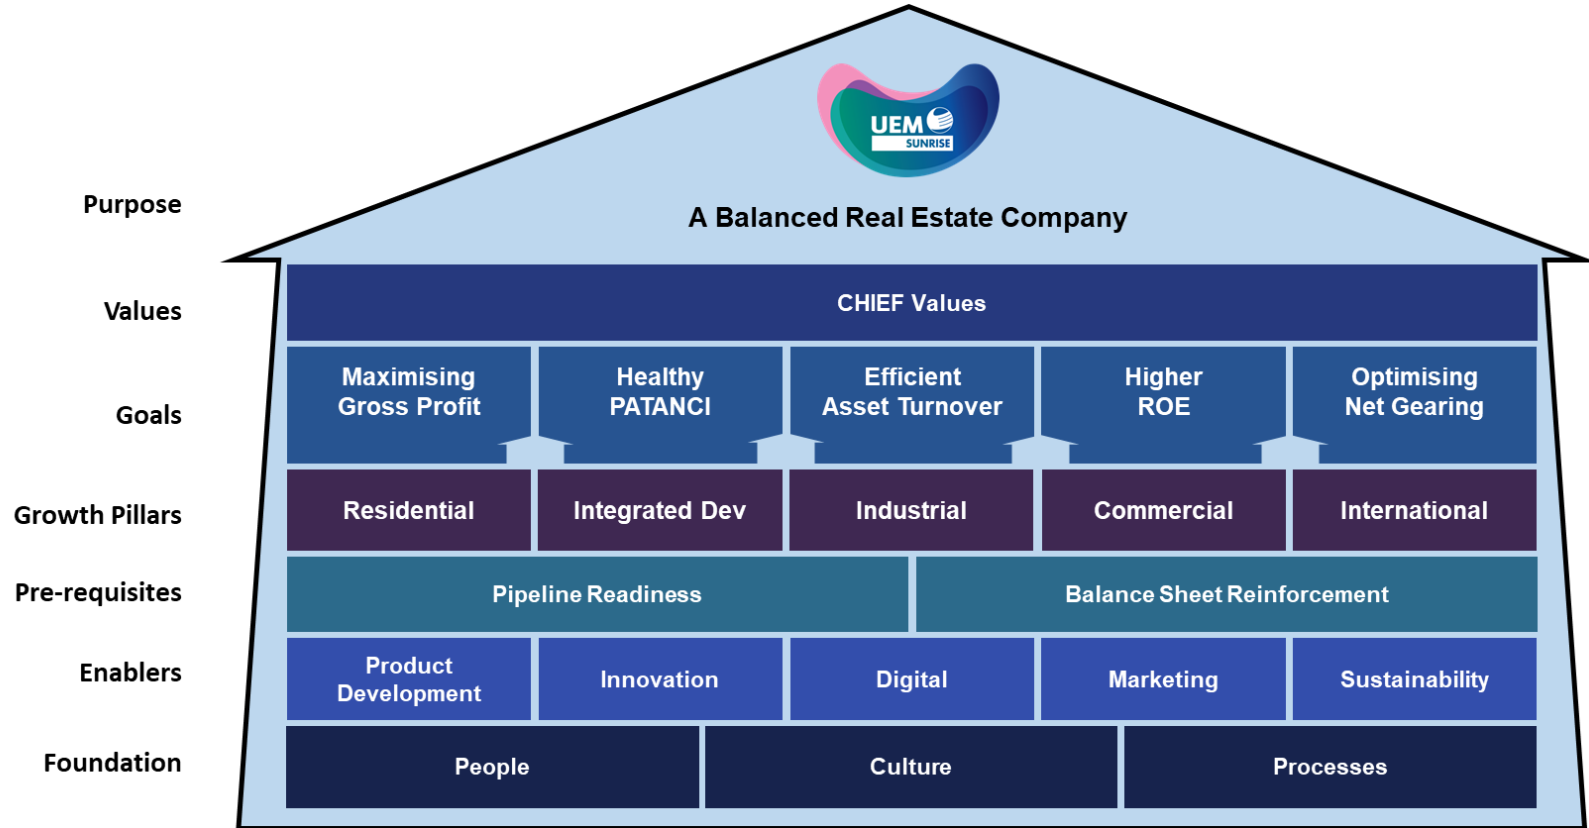 UEM
SUNRISE
Purpose
A Balanced Real Estate Company
Values
CHIEF Values
Goals
Maximising
Gross Profit
Healthy
PATANCI
Efficient
Asset Turnover
Higher
ROE
Optimising
Net Gearing
Growth Pillars
Residential
Integrated Dev
Industrial
Commercial
International
Pre-requisites
Pipeline Readiness
Balance Sheet Reinforcement
Enablers
Product
Development
Innovation
Digital
Marketing
Sustainability
Foundation
People
Culture
Processes